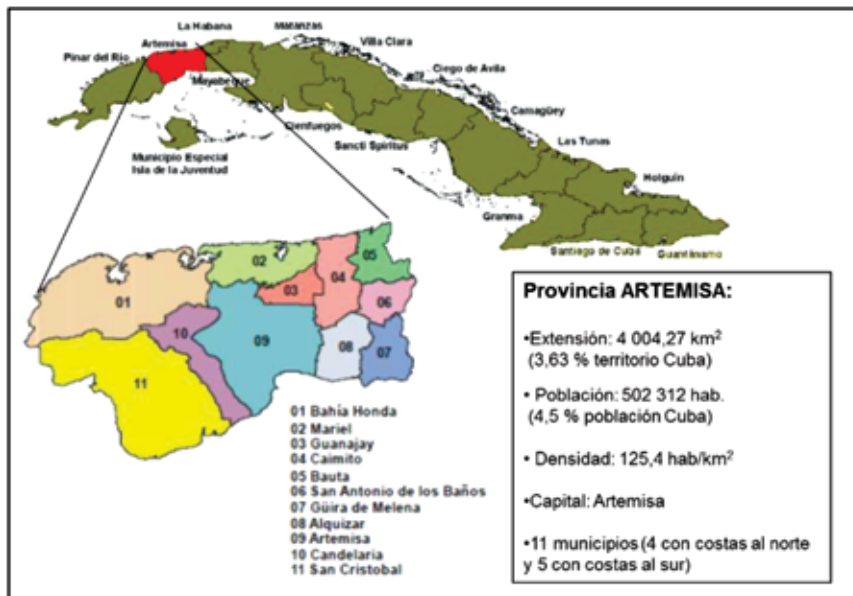 La Habana
Matanzas
Artemisa
Villa Clara
Pinar del Río
Ciego de Avila
Mayabeque
Camagüey
Cienfuegos
Las Tunas
Sancti Spiritus
Municipio Especial
Isla de la Juventud
Holguin
Granma
Santiago de Cuba
Guantánamo
02
05
04
01
03
06
10
09
08
07
11
01 Bahía Honda
02 Mariel
03 Guanajay
04 Caimito
05 Bauta
06 San Antonio de los Baños
07 Güira de Melena
08 Alquizar
09 Artemisa
10 Candelaria
11 San Cristobal
Provincia ARTEMISA:
•Extensión: 4 004,27 km²
(3,63 % territorio Cuba)
• Población: 502 312 hab.
(4,5 % población Cuba)
• Densidad: 125,4 hab/km²
•Capital: Artemisa
•11 municipios (4 con costas al norte
y 5 con costas al sur)